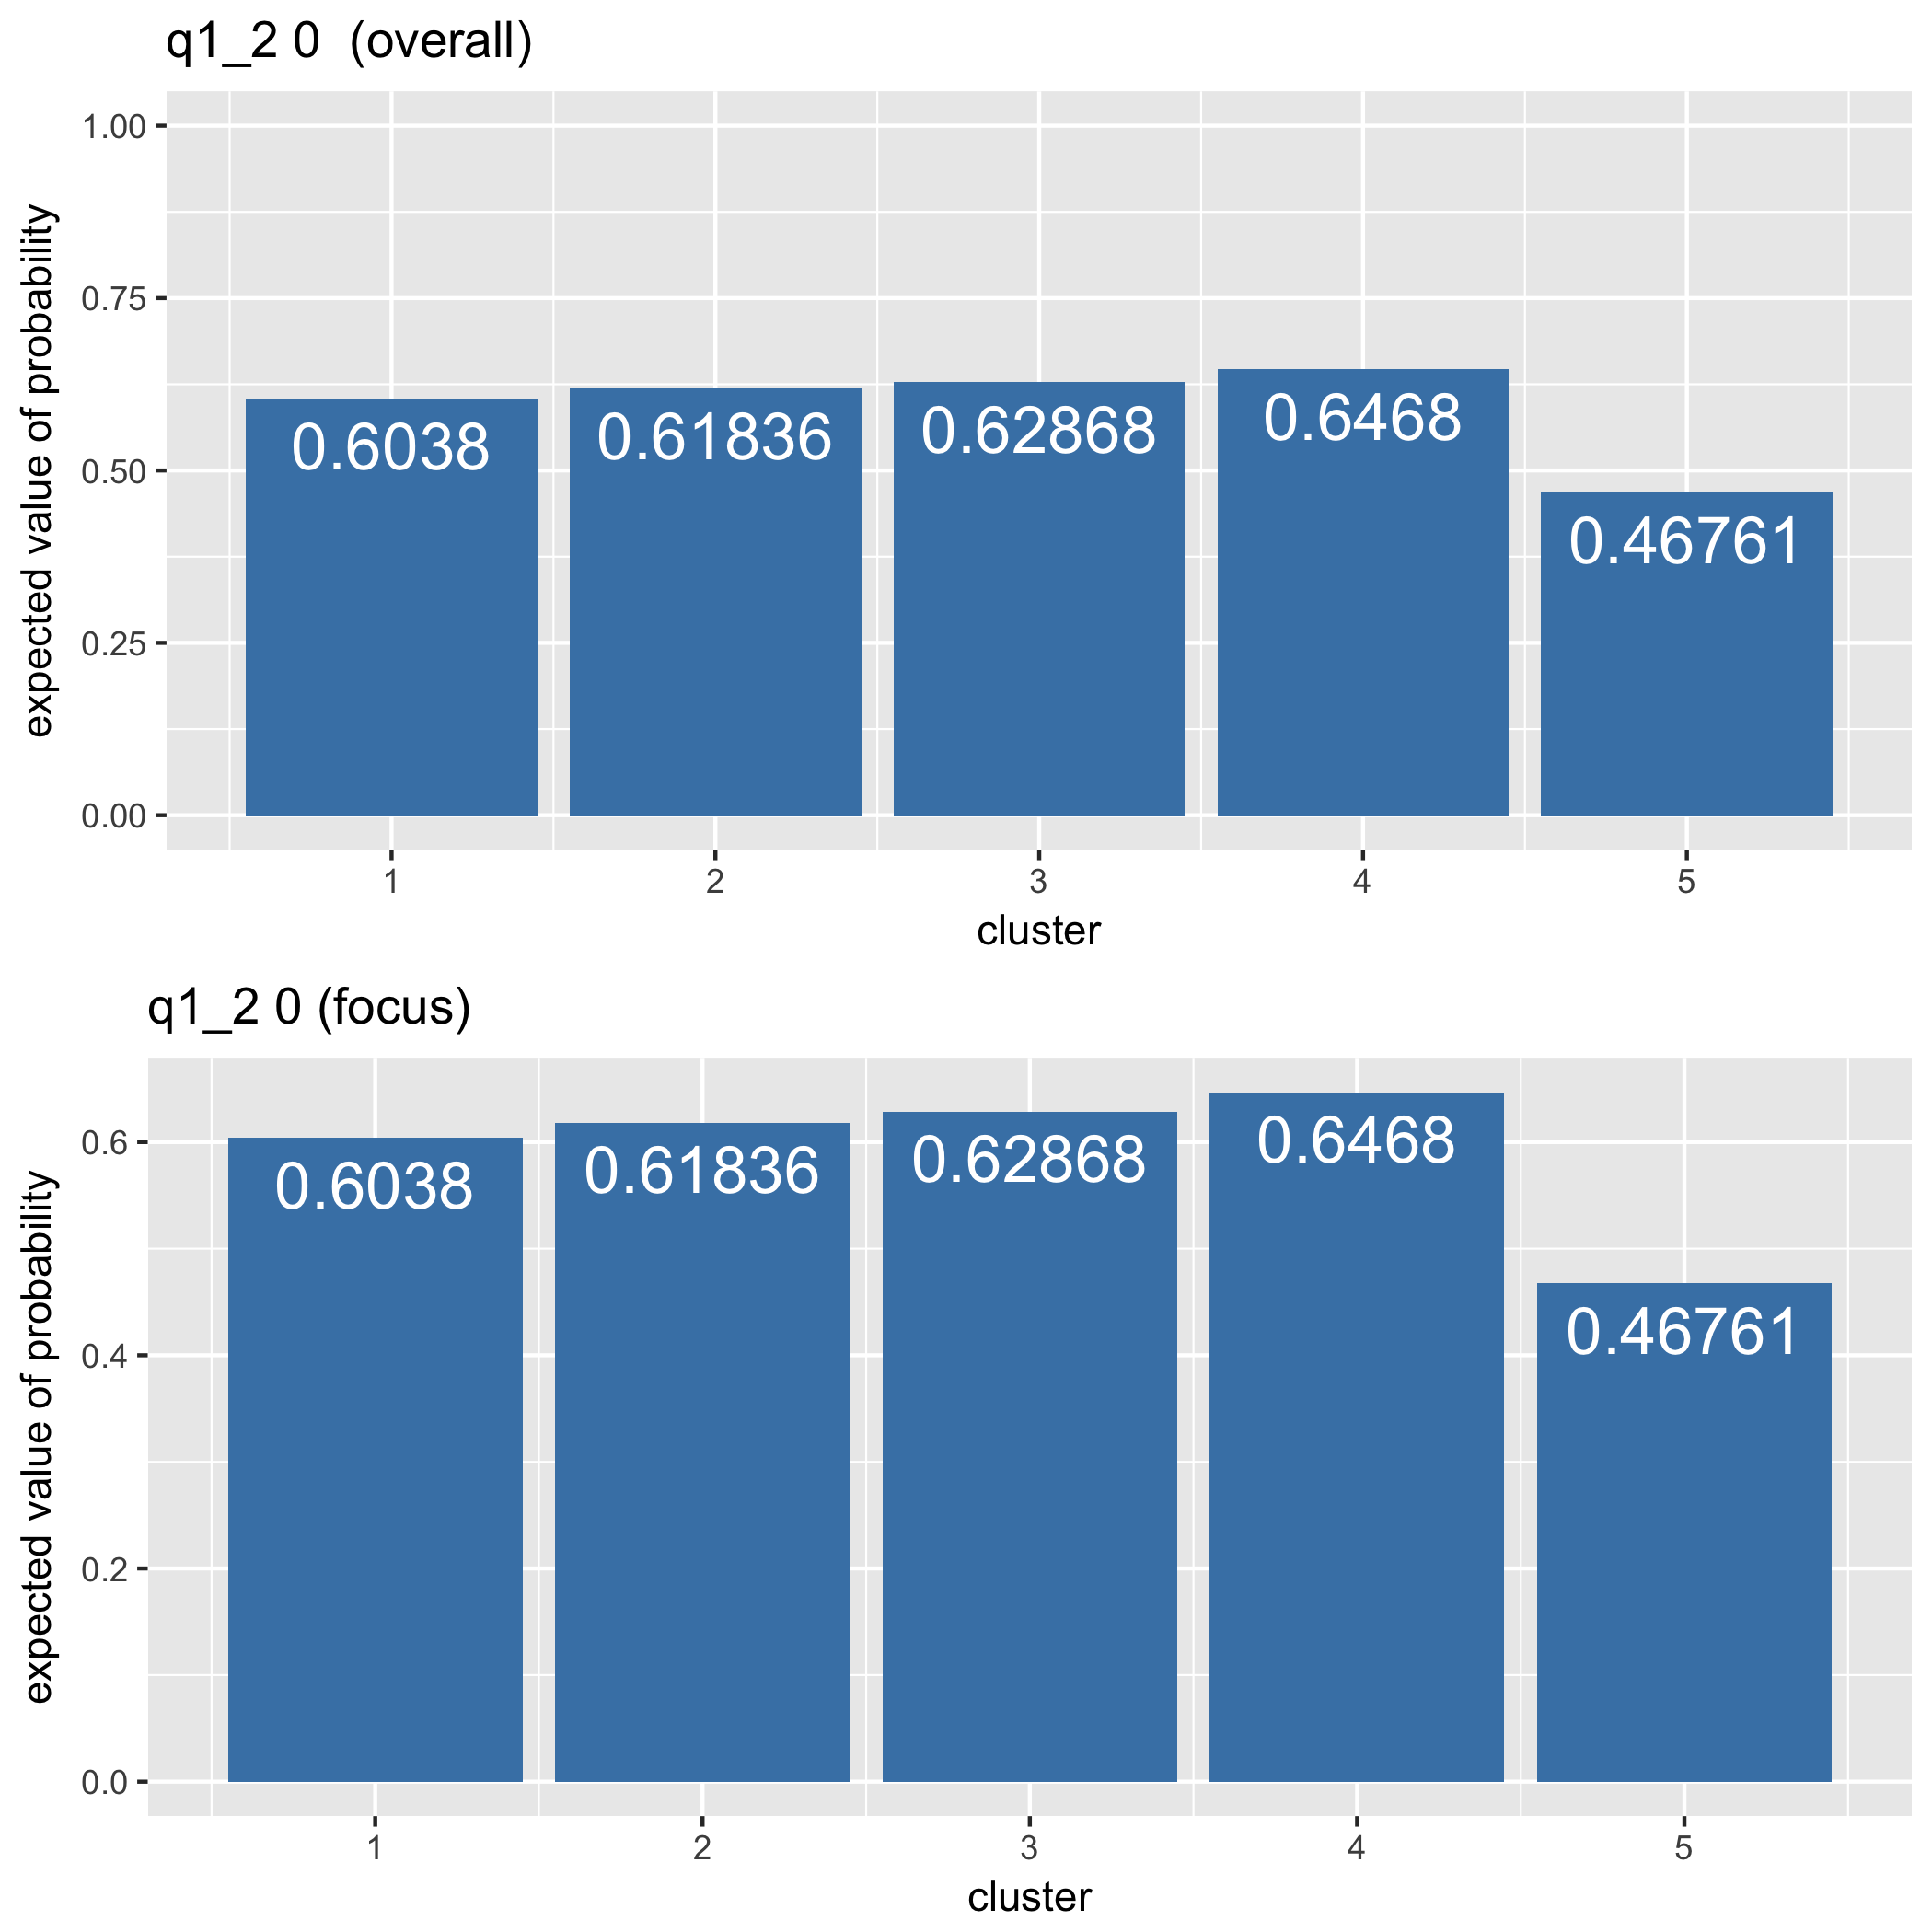 q1_2 0 (overall)
expected value of probability
1.00
0.75
0.50
0.25
0.00
0.6038
0.61836
0.62868
0.6468
0.46761
1 2 3 4 5
cluster
q1_2 0 (focus)
expected value of probability
0.6
0.4
0.2
0.0
0.6038
0.61836
0.62868
0.6468
0.46761
1 2 3 4 5
cluster